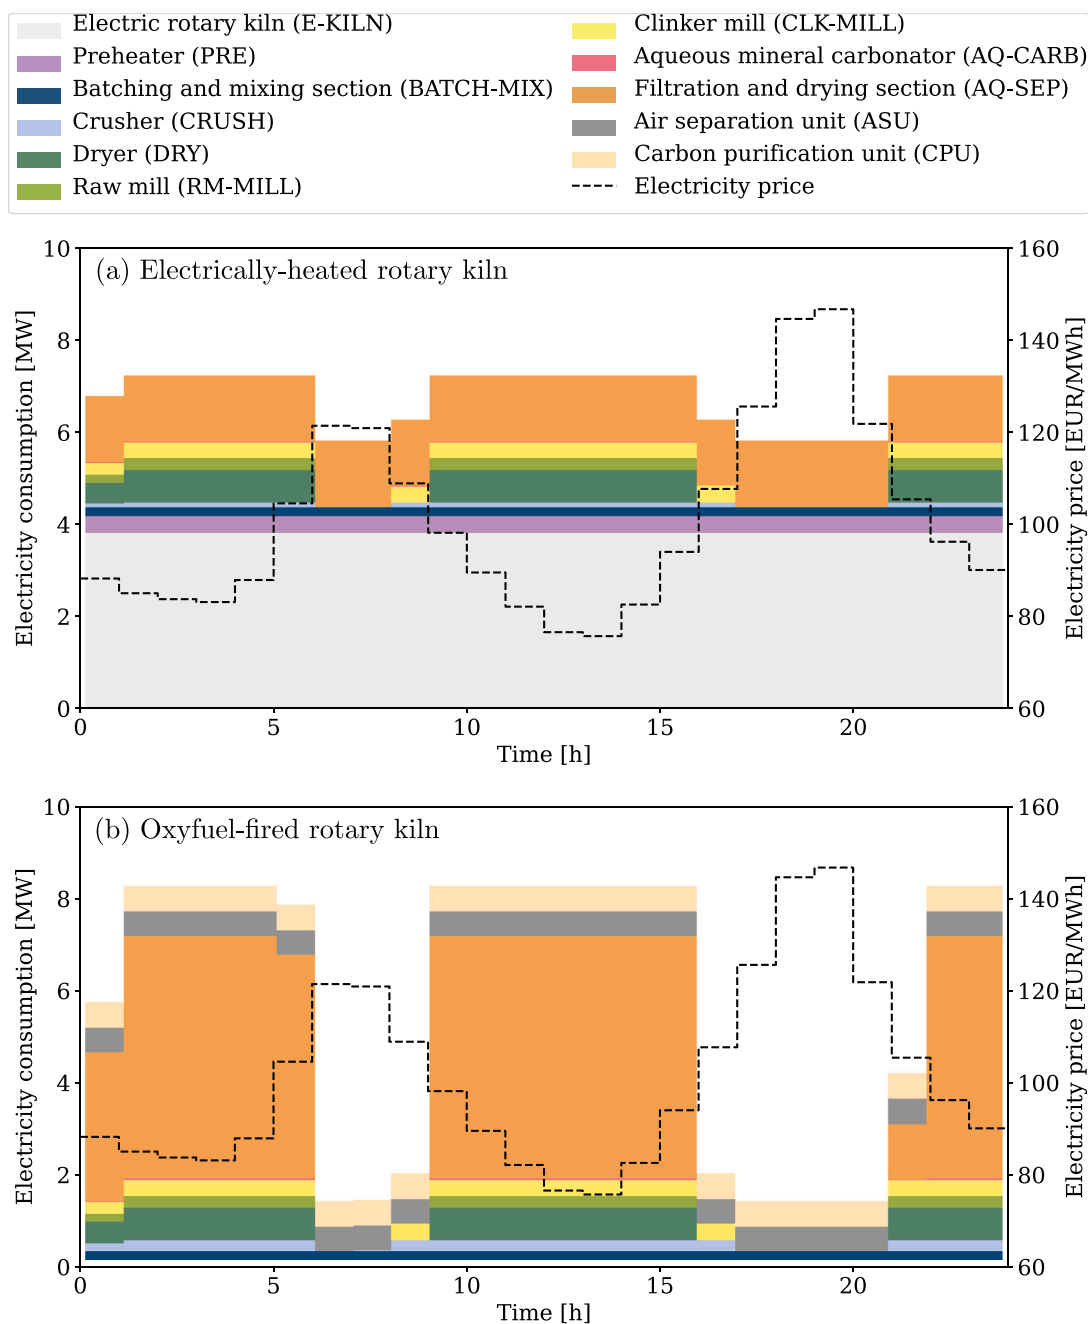 Electric rotary kiln (E-KILN)
Preheater (PRE)
Batching and mixing section (BATCH-MIX)
Crusher (CRUSH)
Dryer (DRY)
Raw mill (RM-MILL)
Clinker mill (CLK-MILL)
Aqueous mineral carbonator (AQ-CARB)
Filtration and drying section (AQ-SEP)
Air separation unit (ASU)
Carbon purification unit (CPU)
Electricity price
(a) Electrically-heated rotary kiln
Electricity consumption [MW]
10
8
6
4
2
0
0 5 10 15 20
Time [h]
160
140
120
100
80
60
Electricity price [EUR/MWh]
(b) Oxyfuel-fired rotary kiln
Electricity consumption [MW]
10
8
6
4
2
0
0 5 10 15 20
Time [h]
160
140
120
100
80
60
Electricity price [EUR/MWh]